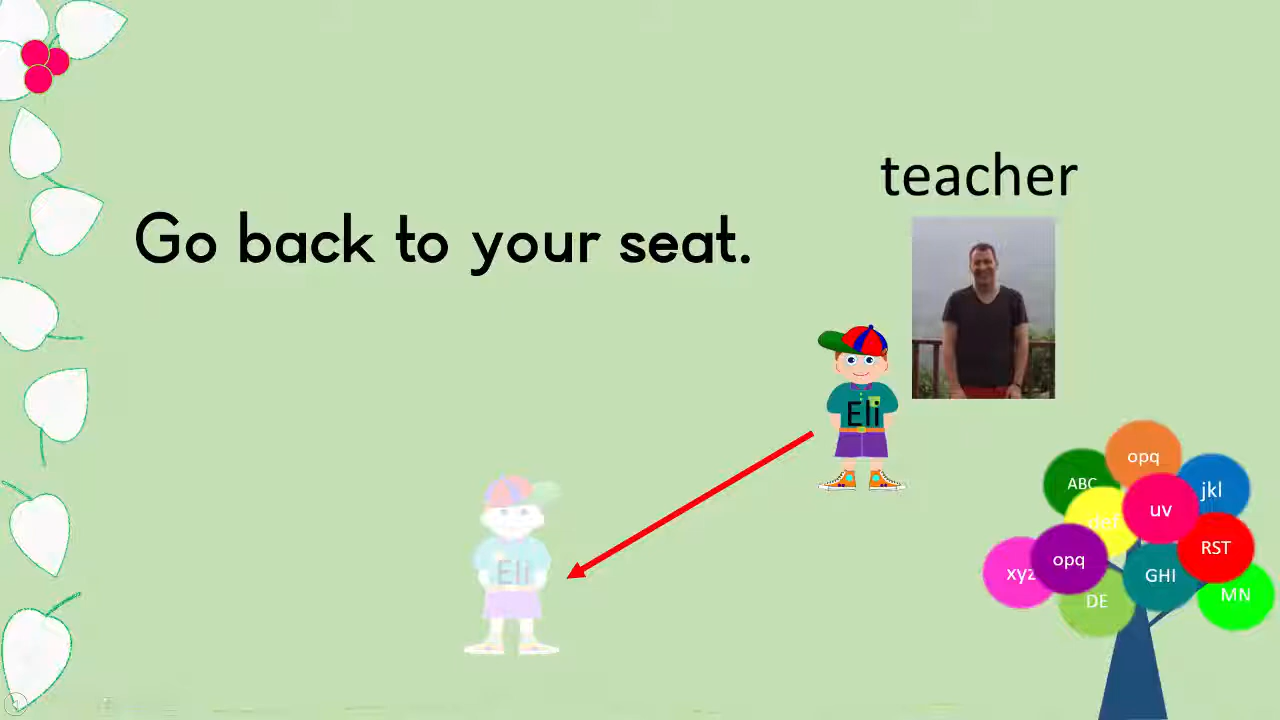 teacher
Go back to your seat.
Eli
Eli
opq
ABC
jkl
uv
def
RST
opq
xyz
GHI
MN
DE